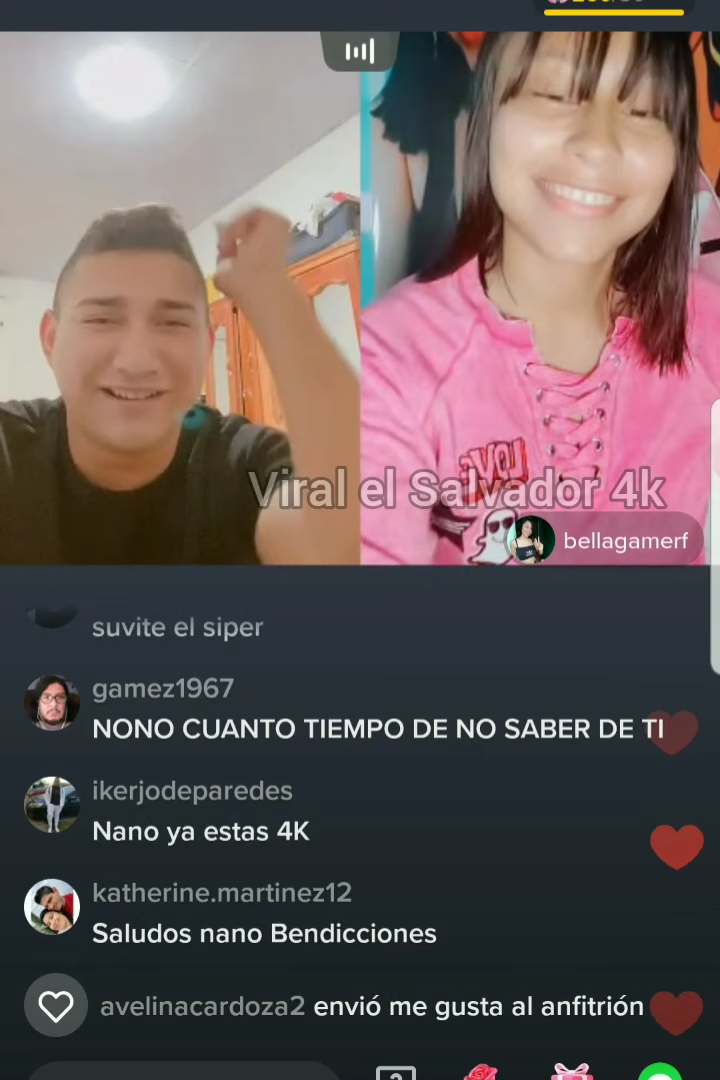 Viral el Salvador 4k
bellagamerf
suvite el siper
gamez1967
NONO CUANTO TIEMPO DE NO SABER DE TI
ikerjodeparedes
Nano ya estas 4K
katherine.martinez12
Saludos nano Bendicciones
avelinacardoza2 envió me gusta al anfitrión